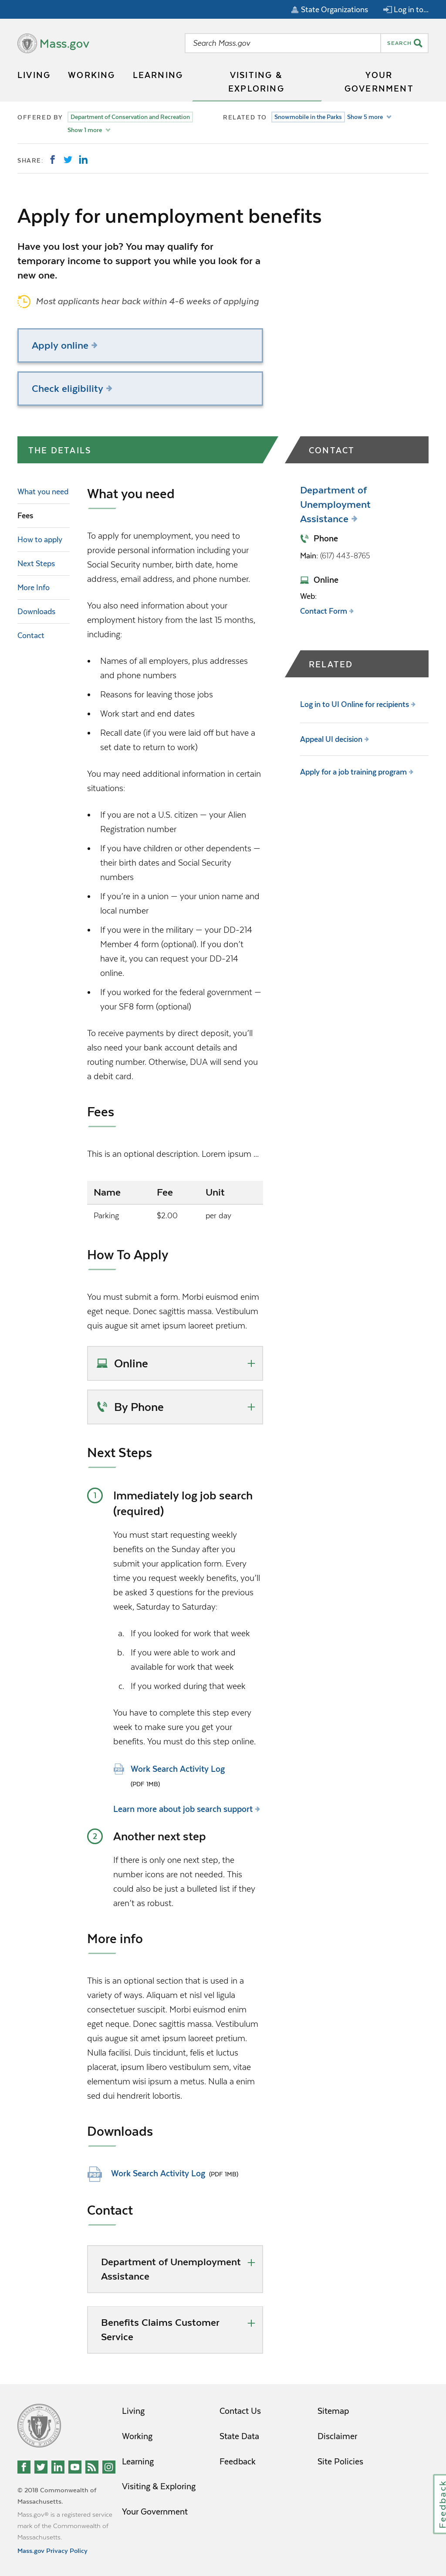 State Organizations
Log in to...
Mass.gov
Search Mass.gov
SEARCH
LIVING
WORKING
LEARNING
VISITING &
EXPLORING
YOUR
GOVERNMENT
OFFERED BY
Department of Conservation and Recreation
Show 1 more
RELATED TO
Snowmobile in the Parks
Show 5 more
SHARE:
Apply for unemployment benefits
Have you lost your job? You may qualify for
temporary income to support you while you look for a
new one.
Most applicants hear back within 4-6 weeks of applying
Apply online
Check eligibility
THE DETAILS
What you need
Fees
How to apply
Next Steps
More Info
Downloads
Contact
What you need
To apply for unemployment, you need to
provide personal information including your
Social Security number, birth date, home
address, email address, and phone number.
You also need information about your
employment history from the last 15 months,
including:
• Names of all employers, plus addresses
and phone numbers
• Reasons for leaving those jobs
• Work start and end dates
• Recall date (if you were laid off but have a
set date to return to work)
You may need additional information in certain
situations:
• If you are not a U.S. citizen — your Alien
Registration number
• If you have children or other dependents —
their birth dates and Social Security
numbers
• If you're in a union — your union name and
local number
• If you were in the military — your DD-214
Member 4 form (optional). If you don't
have it, you can request your DD-214
online.
• If you worked for the federal government —
your SF8 form (optional)
To receive payments by direct deposit, you'll
also need your bank account details and
routing number. Otherwise, DUA will send you
a debit card.
Fees
This is an optional description. Lorem ipsum ...
Name Fee Unit
Parking $2.00 per day
How To Apply
You must submit a form. Morbi euismod enim
eget neque. Donec sagittis massa. Vestibulum
quis augue sit amet ipsum laoreet pretium.
Online
By Phone
Next Steps
1
Immediately log job search
(required)
You must start requesting weekly
benefits on the Sunday after you
submit your application form. Every
time you request weekly benefits, you'll
be asked 3 questions for the previous
week, Saturday to Saturday:
a. If you looked for work that week
b. If you were able to work and
available for work that week
c. If you worked during that week
You have to complete this step every
week to make sure you get your
benefits. You must do this step online.
Work Search Activity Log
(PDF 1MB)
Learn more about job search support
2
Another next step
If there is only one next step, the
number icons are not needed. This
could also be just a bulleted list if they
aren't as robust.
More info
This is an optional section that is used in a
variety of ways. Aliquam et nisl vel ligula
consectetuer suscipit. Morbi euismod enim
eget neque. Donec sagittis massa. Vestibulum
quis augue sit amet ipsum laoreet pretium.
Nulla facilisi. Duis tincidunt, felis et luctus
placerat, ipsum libero vestibulum sem, vitae
elementum wisi ipsum a metus. Nulla a enim
sed dui hendrerit lobortis.
Downloads
PDF
Work Search Activity Log (PDF 1MB)
Contact
Department of Unemployment
Assistance
Benefits Claims Customer
Service
CONTACT
Department of
Unemployment
Assistance
Phone
Main: (617) 443-8765
Online
Web:
Contact Form
RELATED
Log in to UI Online for recipients
Appeal UI decision
Apply for a job training program
© 2018 Commonwealth of
Massachusetts.
Mass.gov® is a registered service
mark of the Commonwealth of
Massachusetts.
Mass.gov Privacy Policy
Living
Working
Learning
Visiting & Exploring
Your Government
Contact Us
State Data
Feedback
Sitemap
Disclaimer
Site Policies
Feedback